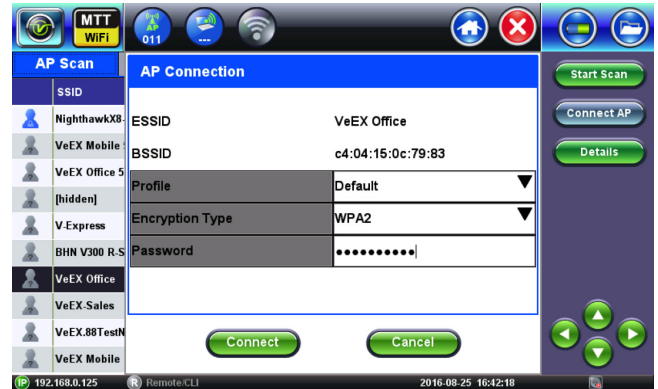 MTT
WiFi
AP
011
---
AP Scan
SSID
NighthawkX8-
VeEX Mobile
VeEX Office 5
[hidden]
V-Express
BHN V300 R-S
VeEX Office
VeEX-Sales
VeEX.88TestN
VeEX Mobile
AP Connection
ESSID VeEX Office
BSSID c4:04:15:0c:79:83
Profile Default
Encryption Type WPA2
Password ••••••••••
Connect Cancel
Start Scan
Connect AP
Details
IP 192.168.0.125 R Remote/CLI 2016-08-25 16:42:18